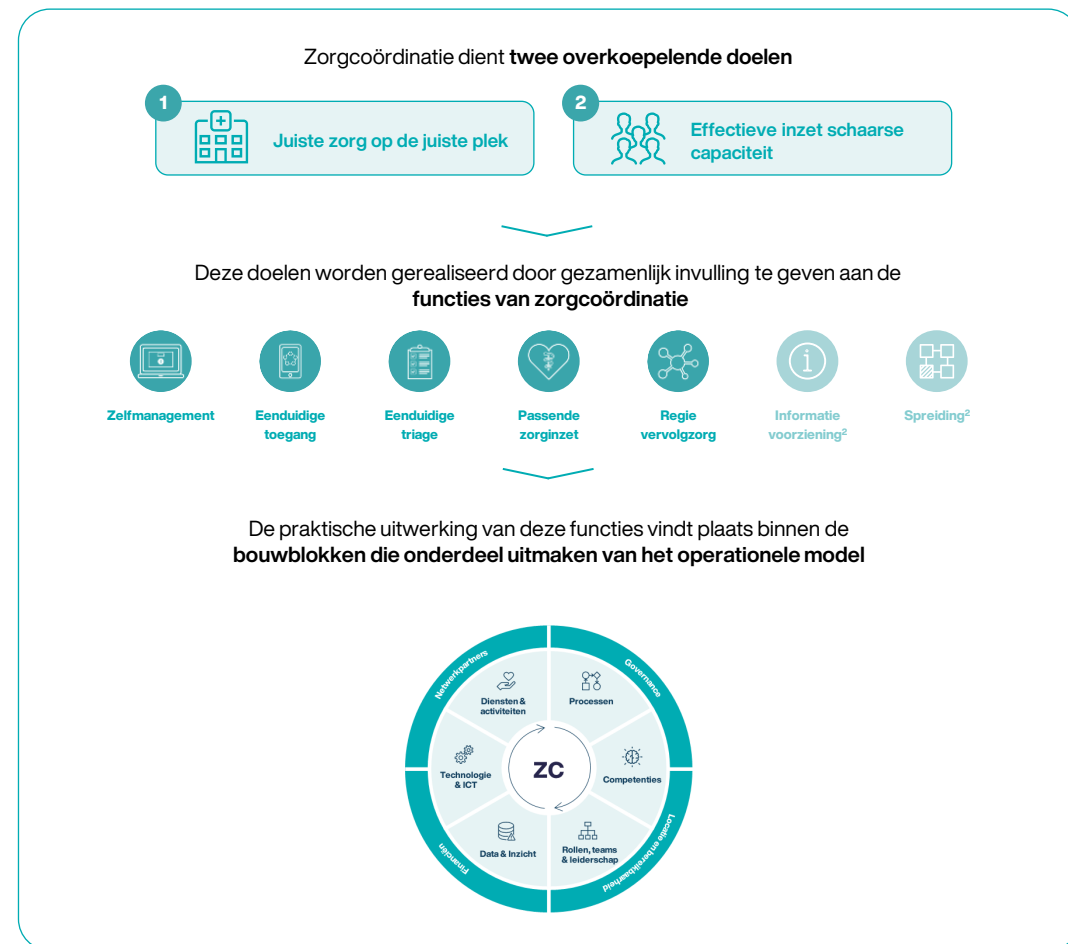 Zorgcoördinatie dient twee overkoepelende doelen
1
Juiste zorg op de juiste plek
2
Effectieve inzet schaarse
capaciteit
Deze doelen worden gerealiseerd door gezamenlijk invulling te geven aan de
functies van zorgcoördinatie
Zelfmanagement
Eenduidige
toegang
Eenduidige
triage
Passende
zorginzet
Regie
vervolgzorg
Informatie
voorziening²
Spreiding²
De praktische uitwerking van deze functies vindt plaats binnen de
bouwblokken die onderdeel uitmaken van het operationele model
Netwerkpartners
Governance
Diensten &
activiteiten
Processen
Technologie
& ICT
ZC
Competenties
Data & Inzicht
Rollen, teams
& leiderschap
Financiën
Locatie en bereikbaarheid